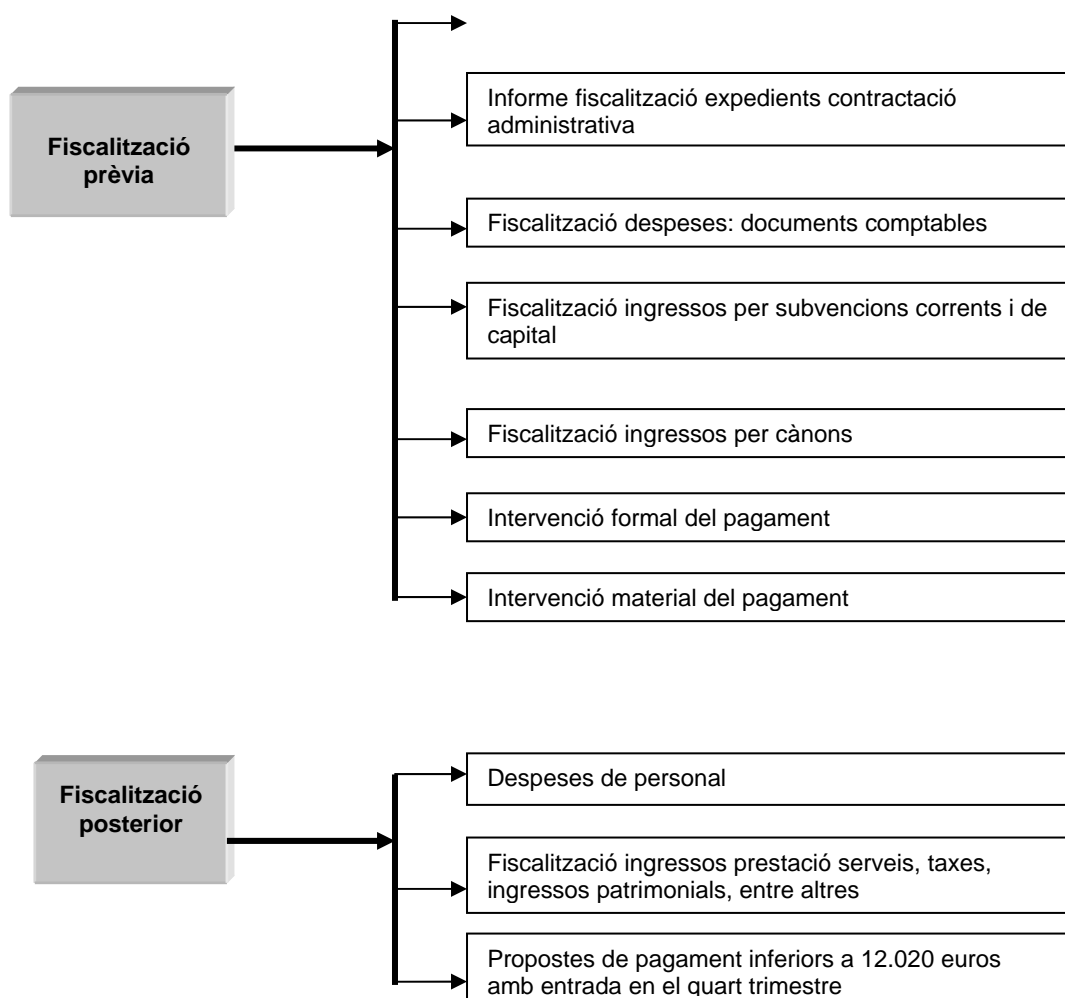 Fiscalització
prèvia
Informe fiscalització expedients contractació
administrativa
Fiscalització despeses: documents comptables
Fiscalització ingressos per subvencions corrents i de
capital
Fiscalització ingressos per cànons
Intervenció formal del pagament
Intervenció material del pagament
Fiscalització
posterior
Despeses de personal
Fiscalització ingressos prestació serveis, taxes,
ingressos patrimonials, entre altres
Propostes de pagament inferiors a 12.020 euros
amb entrada en el quart trimestre